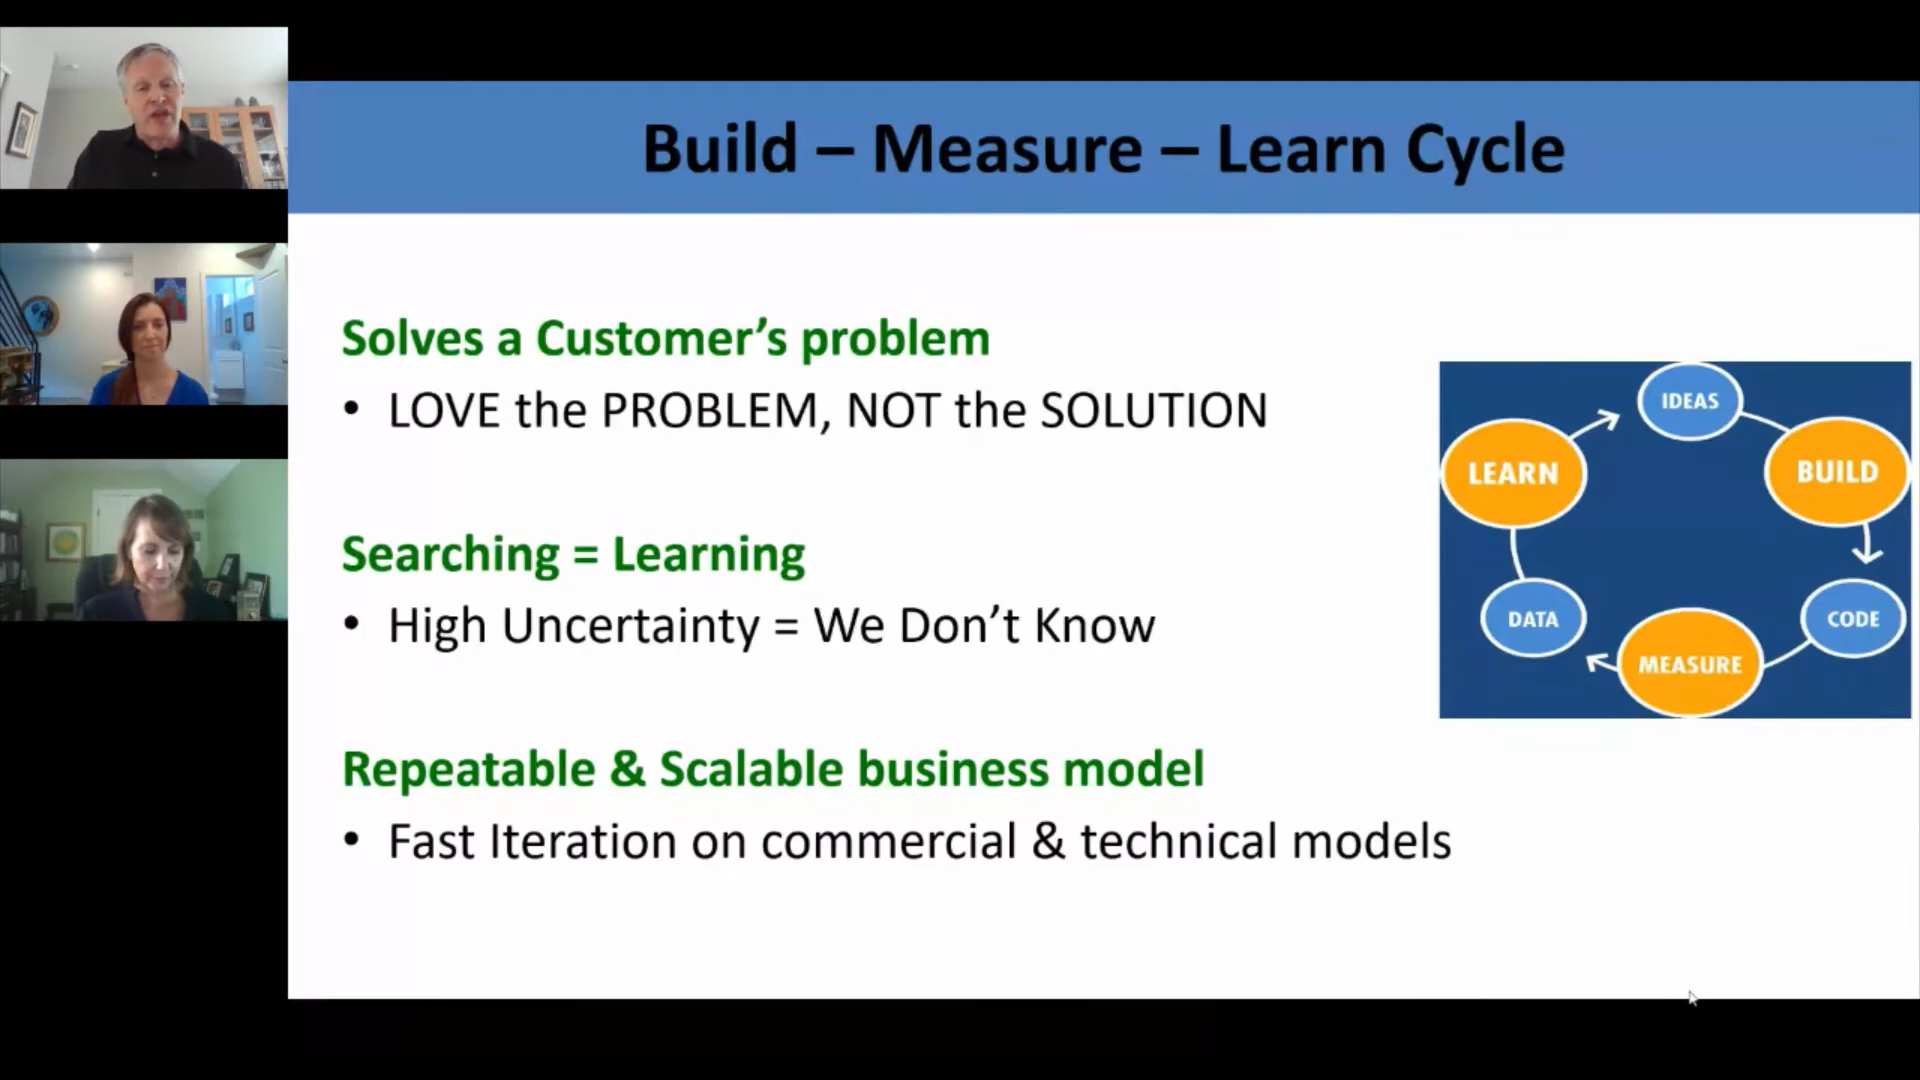 Build – Measure – Learn Cycle
Solves a Customer's problem
• LOVE the PROBLEM, NOT the SOLUTION
Searching = Learning
• High Uncertainty = We Don't Know
Repeatable & Scalable business model
• Fast Iteration on commercial & technical models
IDEAS
LEARN
BUILD
DATA
CODE
MEASURE